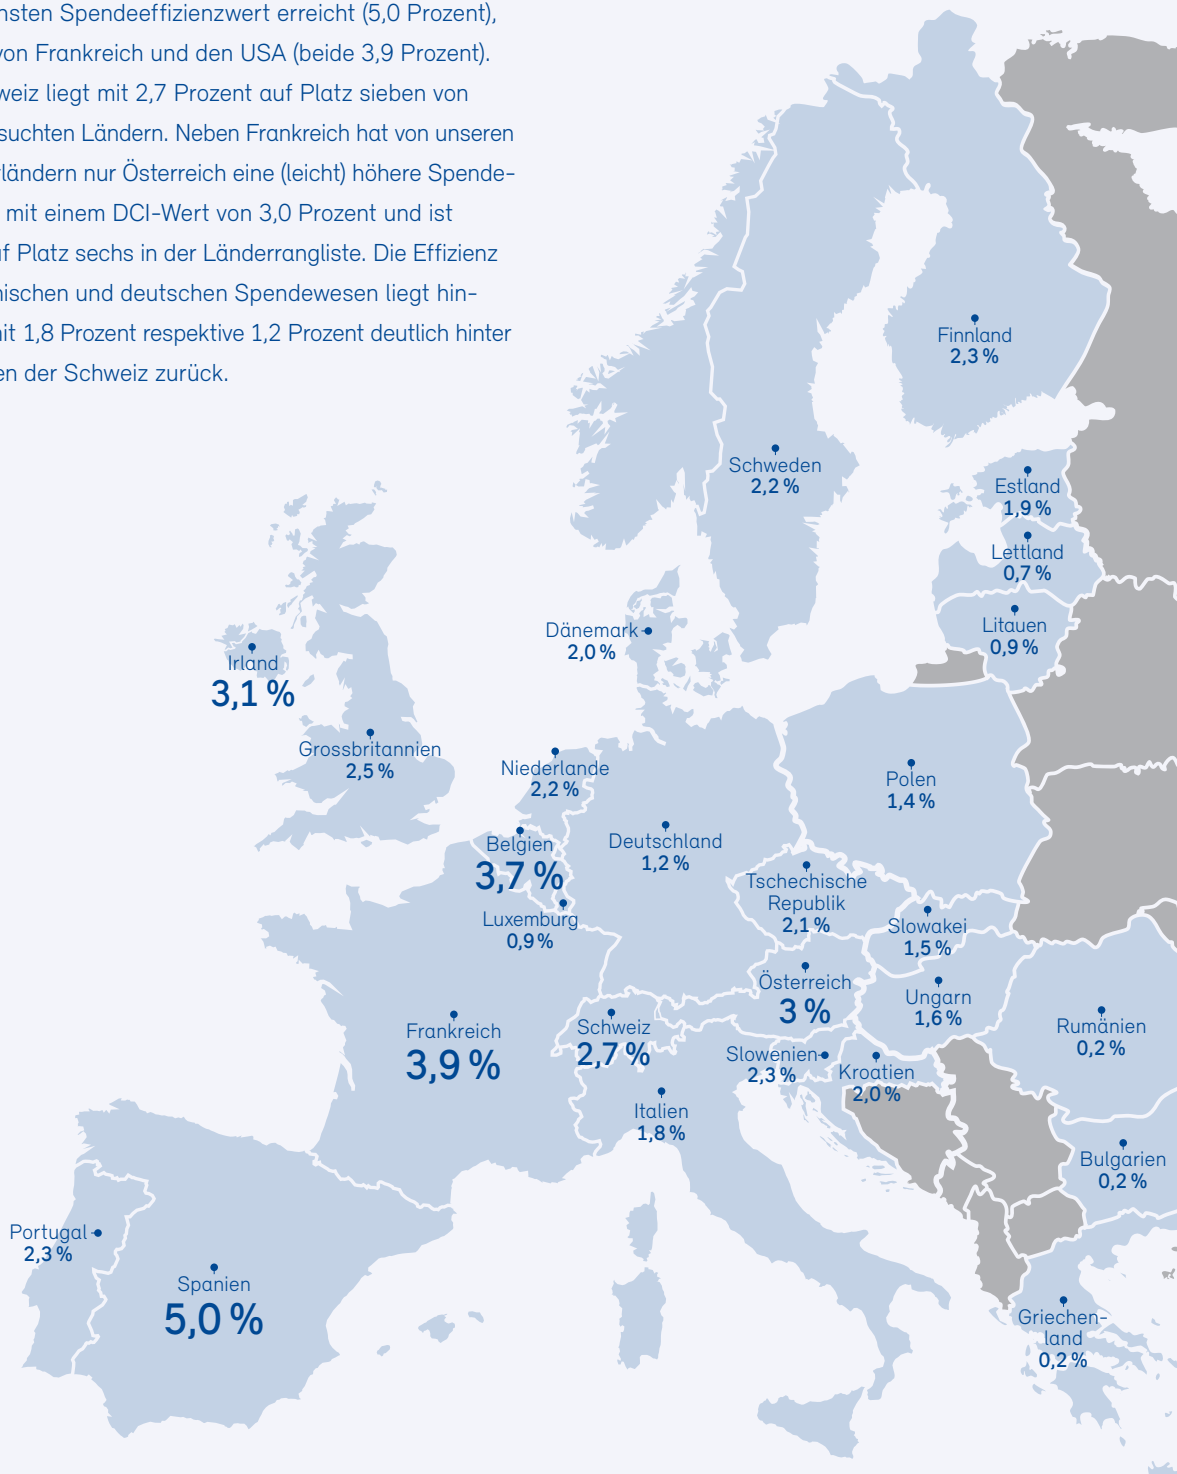 nsten Spendeeffizienzwert erreicht (5,0 Prozent),
von Frankreich und den USA (beide 3,9 Prozent).
weiz liegt mit 2,7 Prozent auf Platz sieben von
suchten Ländern. Neben Frankreich hat von unseren
ländern nur Österreich eine (leicht) höhere Spende-
mit einem DCI-Wert von 3,0 Prozent und ist
uf Platz sechs in der Länderrangliste. Die Effizienz
nischen und deutschen Spendewesen liegt hin-
nit 1,8 Prozent respektive 1,2 Prozent deutlich hinter
en der Schweiz zurück.
Finnland
2,3 %
Schweden
2,2 %
Estland
1,9 %
Lettland
0,7 %
Litauen
0,9 %
Dänemark
2,0 %
Irland
3,1 %
Grossbritannien
2,5 %
Niederlande
2,2 %
Polen
1,4 %
Belgien
3,7 %
Deutschland
1,2 %
Luxemburg
0,9 %
Tschechische
Republik
2,1 %
Slowakei
1,5 %
Österreich
3 %
Ungarn
1,6 %
Rumänien
0,2 %
Frankreich
3,9 %
Schweiz
2,7 %
Slowenien
2,3 %
Kroatien
2,0 %
Italien
1,8 %
Bulgarien
0,2 %
Portugal
2,3 %
Spanien
5,0 %
Griechen-
land
0,2 %